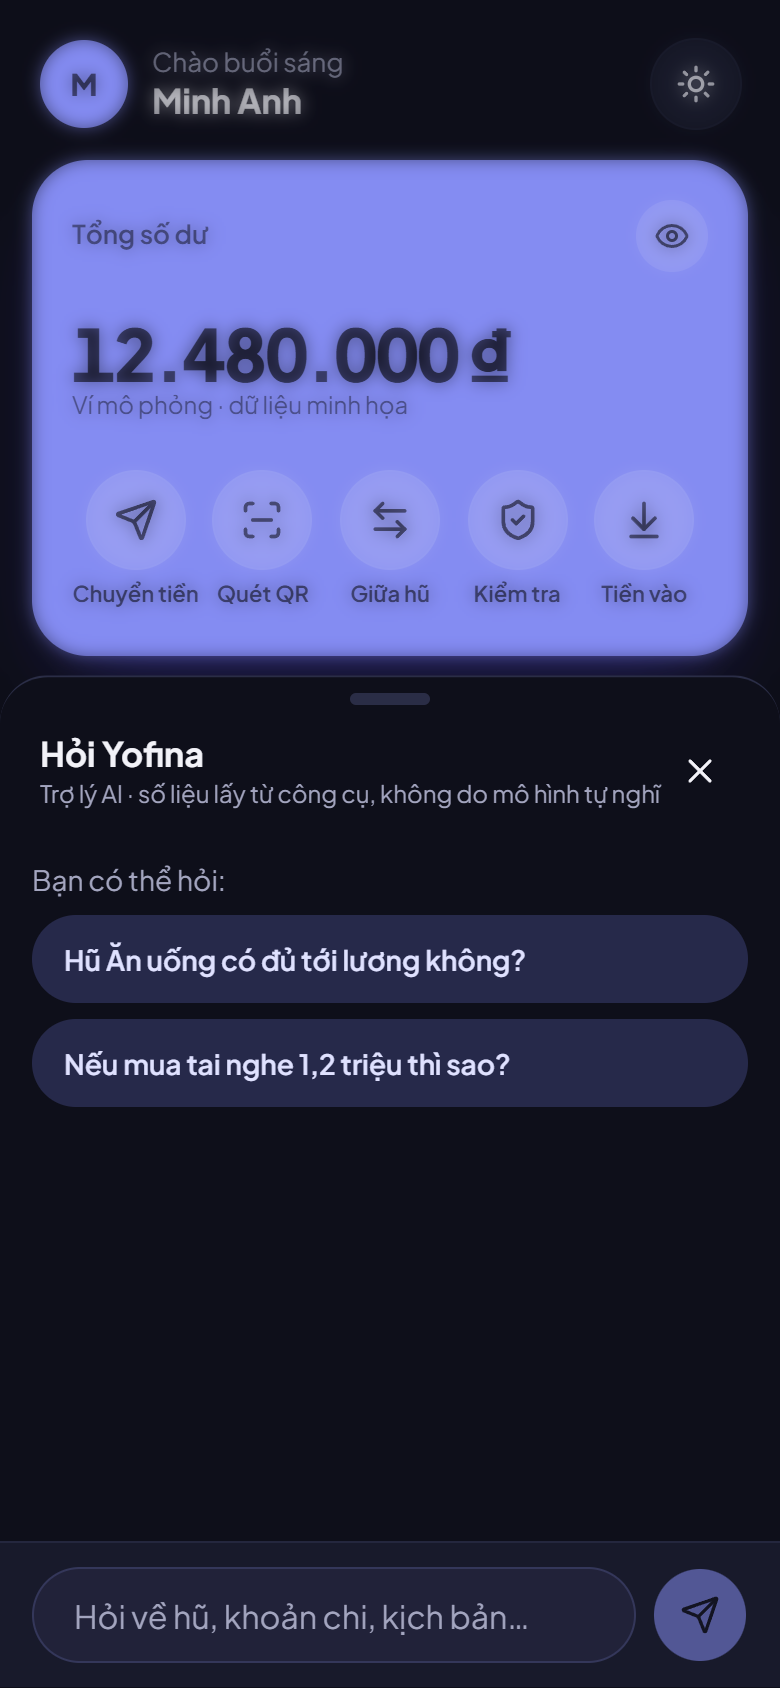 M
Chào buổi sáng
Minh Anh
Tổng số dư
12.480.000 ₫
Ví mô phỏng · dữ liệu minh họa
Chuyển tiền Quét QR Giữa hũ Kiểm tra Tiền vào
Hỏi Yofina
Trợ lý AI · số liệu lấy từ công cụ, không do mô hình tự nghĩ
Bạn có thể hỏi:
Hũ Ăn uống có đủ tới lương không?
Nếu mua tai nghe 1,2 triệu thì sao?
Hỏi về hũ, khoản chi, kịch bản...